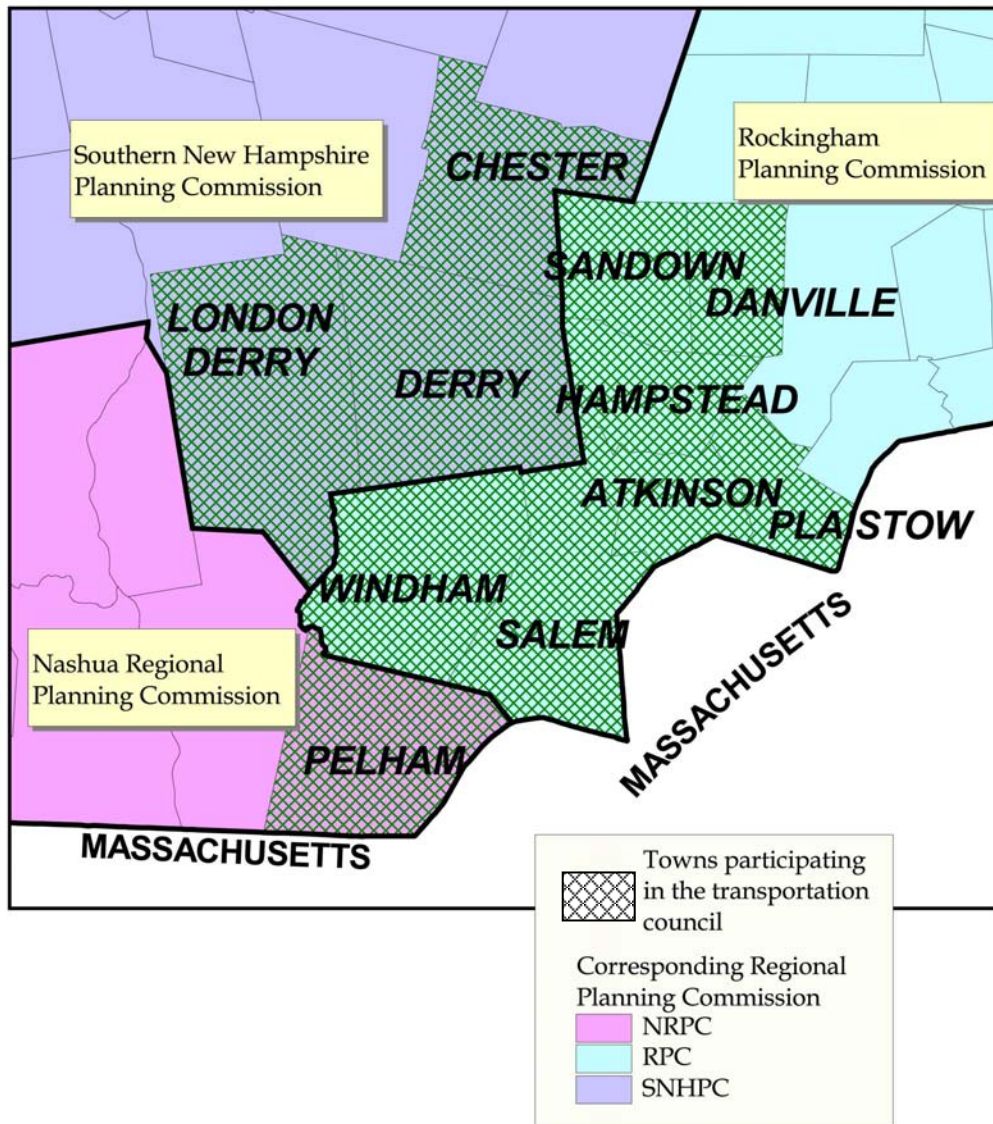 Southern New Hampshire
Planning Commission
Rockingham
Planning Commission
CHESTER
SANDOWN
DANVILLE
LONDON
DERRY
DERRY
HAMPSTEAD
ATKINSON
PLAISTOW
WINDHAM
SALEM
Nashua Regional
Planning Commission
PELHAM
MASSACHUSETTS
MASSACHUSETTS
Towns participating
in the transportation
council
Corresponding Regional
Planning Commission
NRPC
RPC
SNHPC